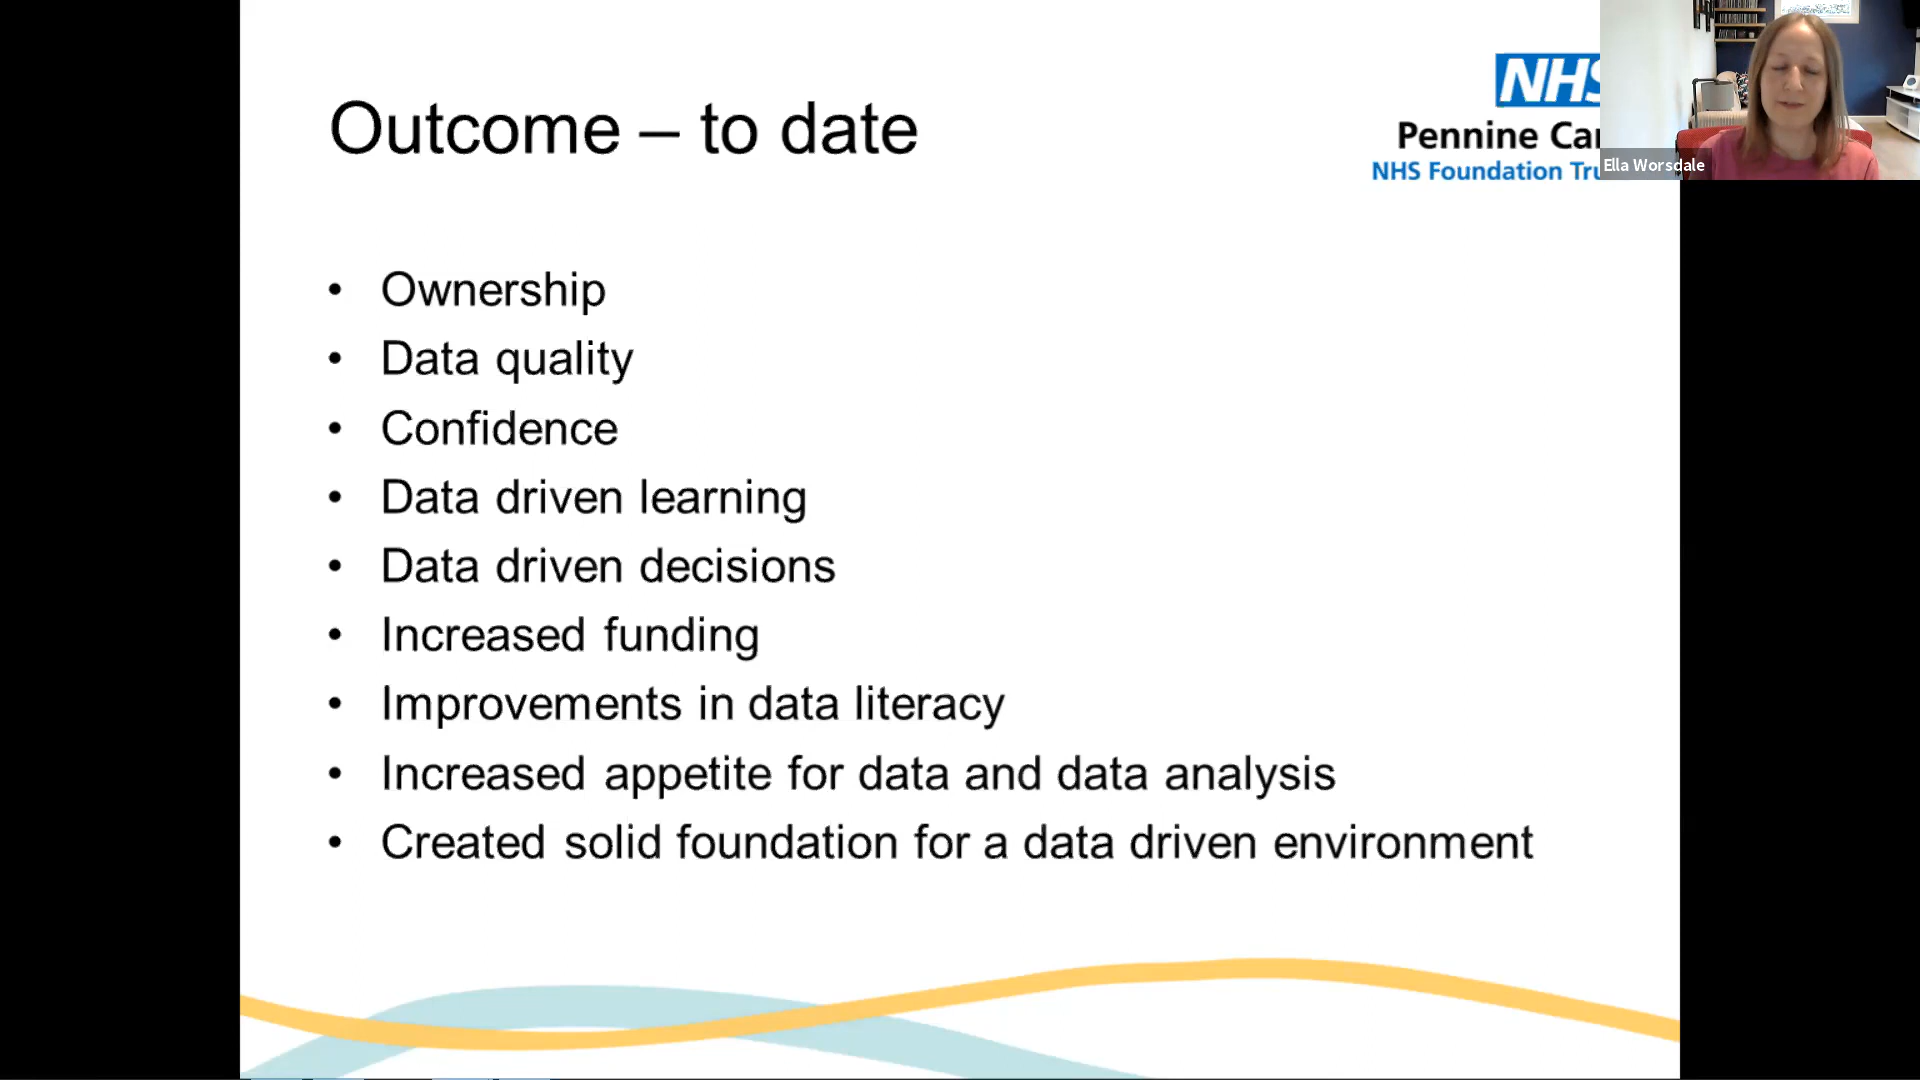 Outcome – to date
NHS
Pennine
NHS Foundation
Ella Worsdale
• Ownership
• Data quality
• Confidence
• Data driven learning
• Data driven decisions
• Increased funding
• Improvements in data literacy
• Increased appetite for data and data analysis
• Created solid foundation for a data driven environment